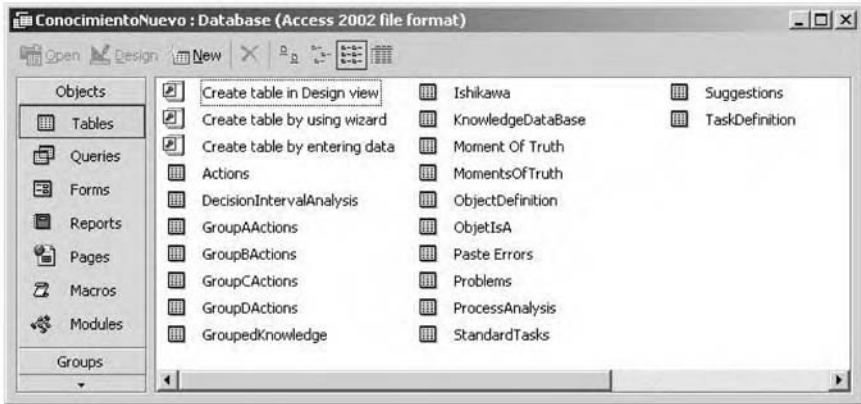 ConocimientoNuevo : Database (Access 2002 file format)
Open Design New
Objects
Tables
Queries
Forms
Reports
Pages
Macros
Modules
Groups
Create table in Design view
Create table by using wizard
Create table by entering data
Actions
DecisionIntervalAnalysis
GroupAActions
GroupBActions
GroupCActions
GroupDActions
GroupedKnowledge
Ishikawa
KnowledgeDataBase
Moment Of Truth
MomentsOfTruth
ObjectDefinition
ObjetIsA
Paste Errors
Problems
ProcessAnalysis
StandardTasks
Suggestions
TaskDefinition